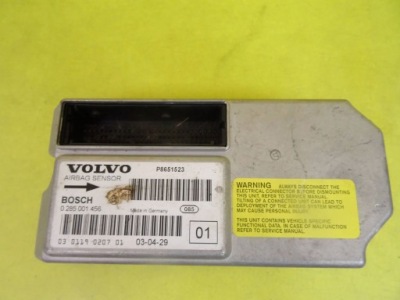 VOLVO
P8651523
AIRBAG SENSOR
BOSCH
0 285 001 456
Made in Germany
GBS
03 0119 0207 01
03-04-29
01
WARNING
ALWAYS DISCONNECT THE
ELECTRICAL CONNECTOR BEFORE DISMOUNTING
THIS UNIT. REFER TO SERVICE MANUAL.
TILTING OF A CONNECTED UNIT CAN LEAD TO
DEPLOYMENT OF THE AIRBAG SYSTEM WHICH
MAY CAUSE PERSONAL INJURY.
THIS UNIT CONTAINS VEHICLE SPECIFIC
FUNCTIONAL DATA. IN CASE OF MALFUNCTION
REFER TO SERVICE MANUAL.